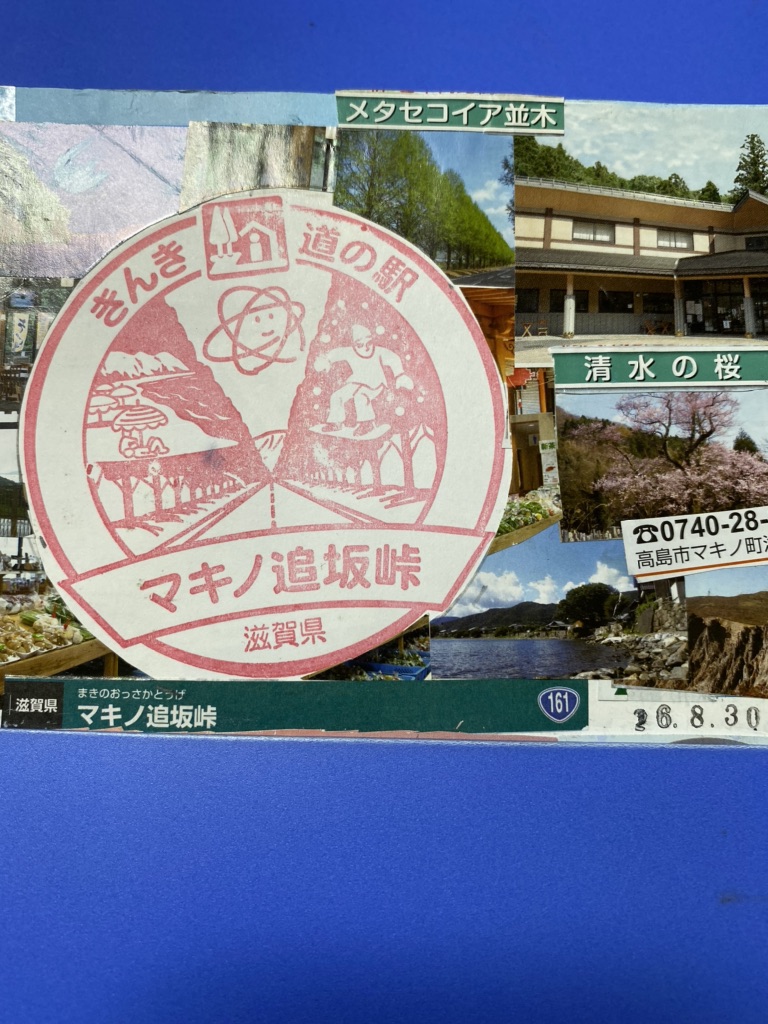 メタセコイア並木
きんき 道の駅
清水の桜
☎0740-28-
高島市マキノ町
マキノ追坂峠
滋賀県
滋賀県
まきのおっさかとうげ
マキノ追坂峠
161
26.8.30